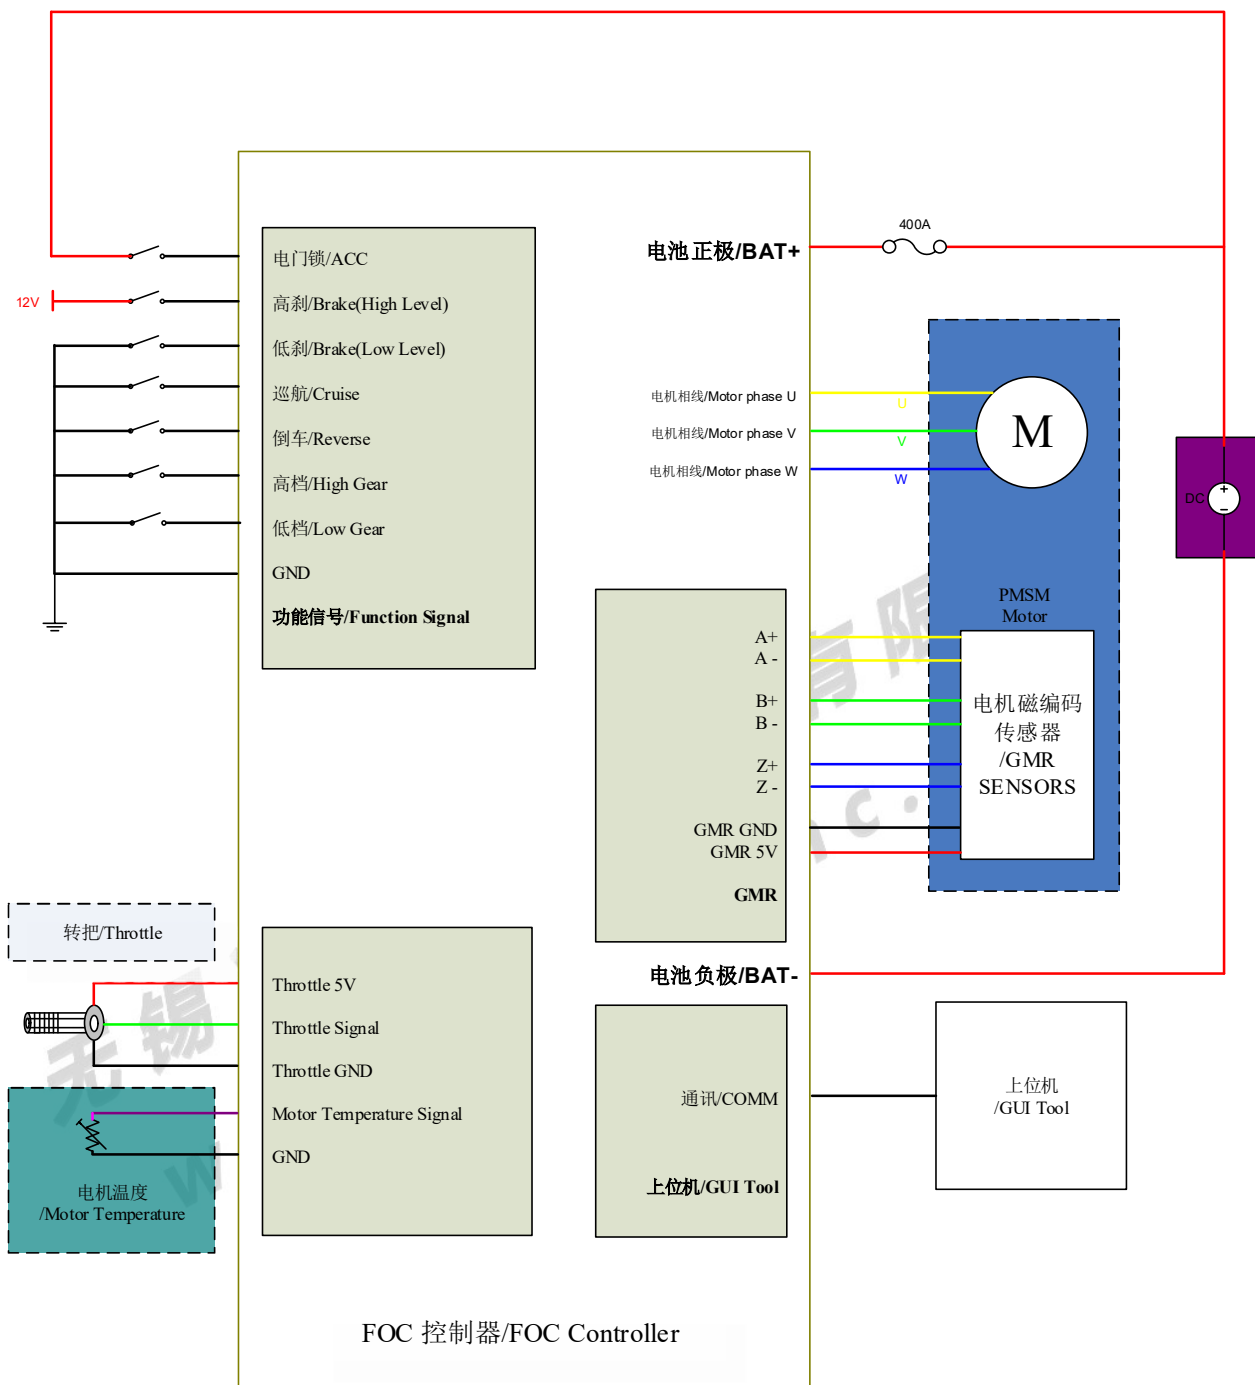 400A
电池正极/BAT+
电门锁/ACC
12V
高刹/Brake(High Level)
低刹/Brake(Low Level)
巡航/Cruise
倒车/Reverse
高档/High Gear
低档/Low Gear
GND
功能信号/Function Signal
电机相线/Motor phase U
U
电机相线/Motor phase V
V
电机相线/Motor phase W
W
M
DC
+
−
PMSM
Motor
A+
A -
B+
B -
Z+
Z -
GMR GND
GMR 5V
GMR
电机磁编码
传感器
/GMR
SENSORS
转把/Throttle
Throttle 5V
Throttle Signal
Throttle GND
Motor Temperature Signal
GND
电机温度
/Motor Temperature
电池负极/BAT-
通讯/COMM
上位机/GUI Tool
上位机
/GUI Tool
FOC 控制器/FOC Controller
无锡
有限